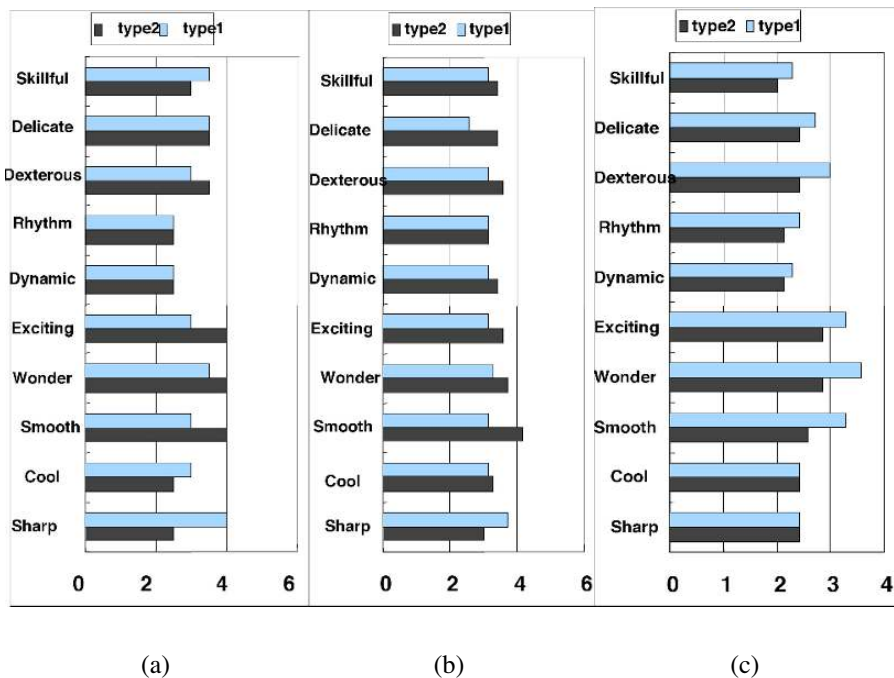 type2 type1
Skillful
Delicate
Dexterous
Rhythm
Dynamic
Exciting
Wonder
Smooth
Cool
Sharp
0 2 4 6
(a)
type2 type1
Skillful
Delicate
Dexterous
Rhythm
Dynamic
Exciting
Wonder
Smooth
Cool
Sharp
0 2 4 6
(b)
type2 type1
Skillful
Delicate
Dexterous
Rhythm
Dynamic
Exciting
Wonder
Smooth
Cool
Sharp
0 1 2 3 4
(c)